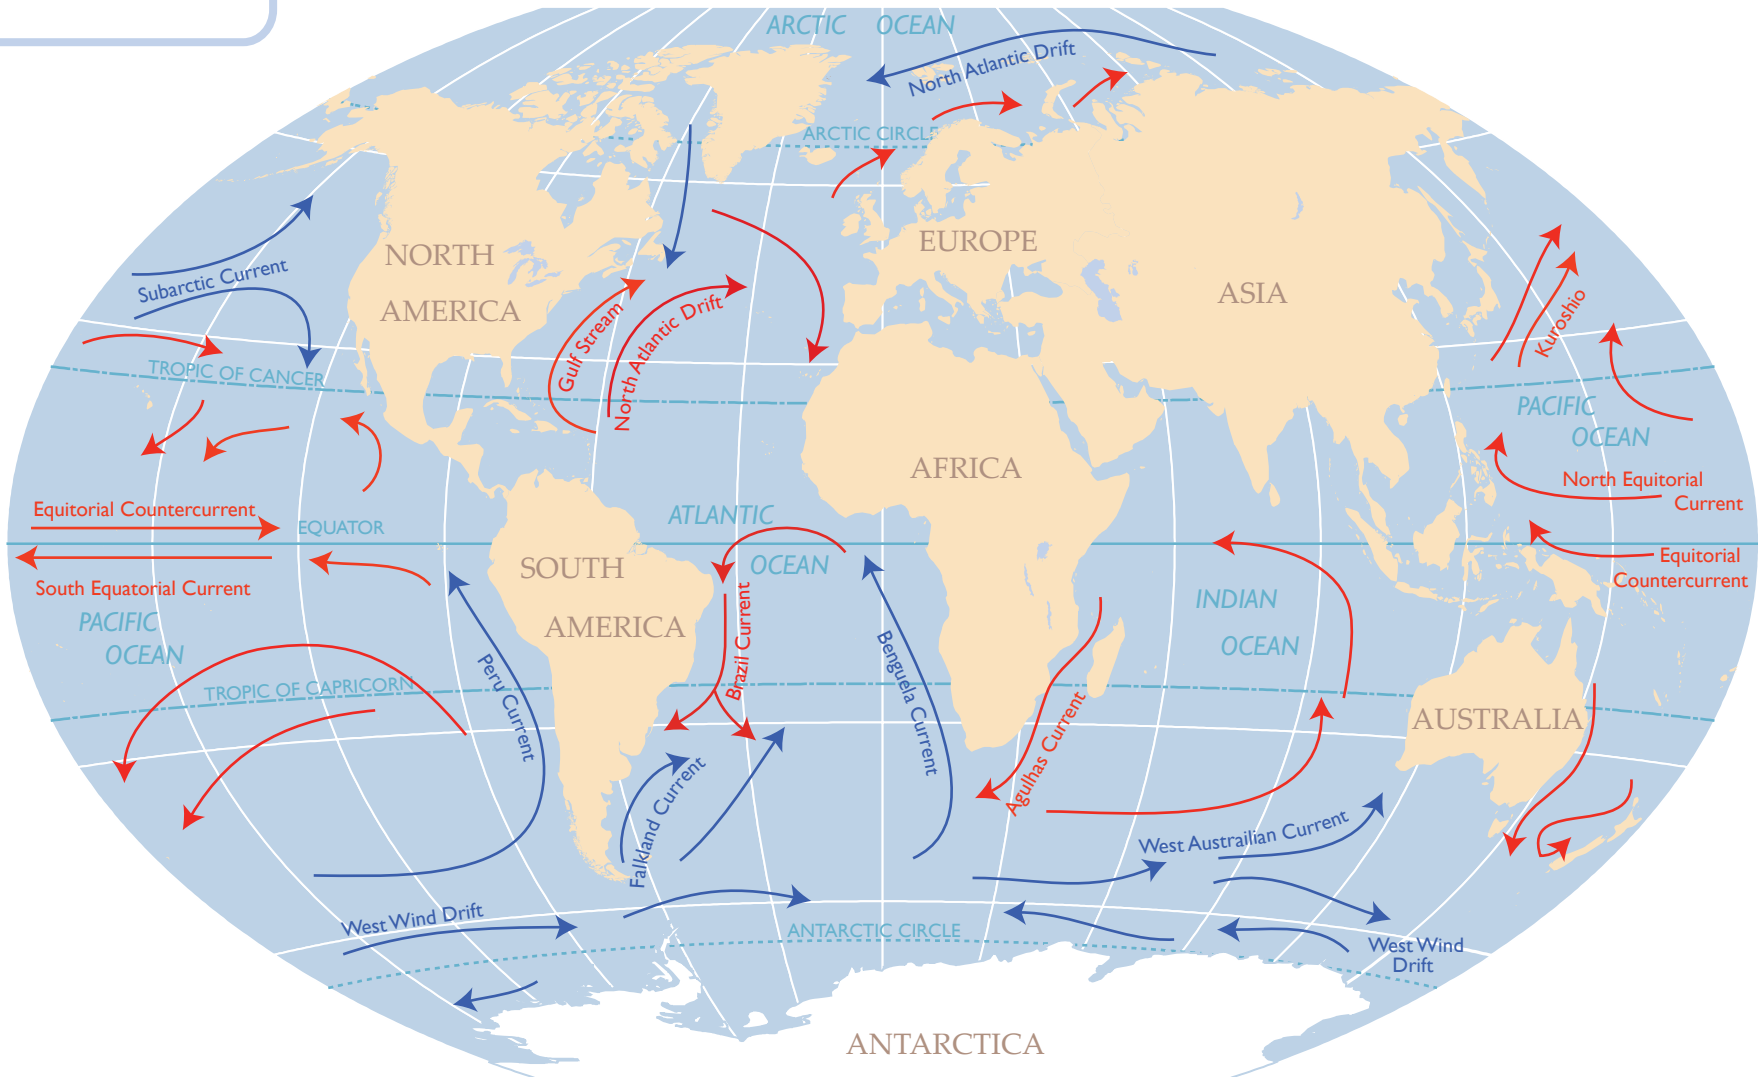 ARCTIC OCEAN
North Atlantic Drift
ARCTIC CIRCLE
NORTH
AMERICA
EUROPE
ASIA
Subarctic Current
Gulf Stream
North Atlantic Drift
Kuroshio
TROPIC OF CANCER
PACIFIC
OCEAN
AFRICA
North Equitorial
Current
Equitorial Countercurrent
EQUATOR
ATLANTIC
OCEAN
South Equatorial Current
SOUTH
AMERICA
Equitorial
Countercurrent
INDIAN
OCEAN
PACIFIC
OCEAN
Peru Current
Brazil Current
Benguela Current
TROPIC OF CAPRICORN
Agulhas Current
AUSTRALIA
Falkland Current
West Austrailian Current
West Wind Drift
ANTARCTIC CIRCLE
West Wind
Drift
ANTARCTICA